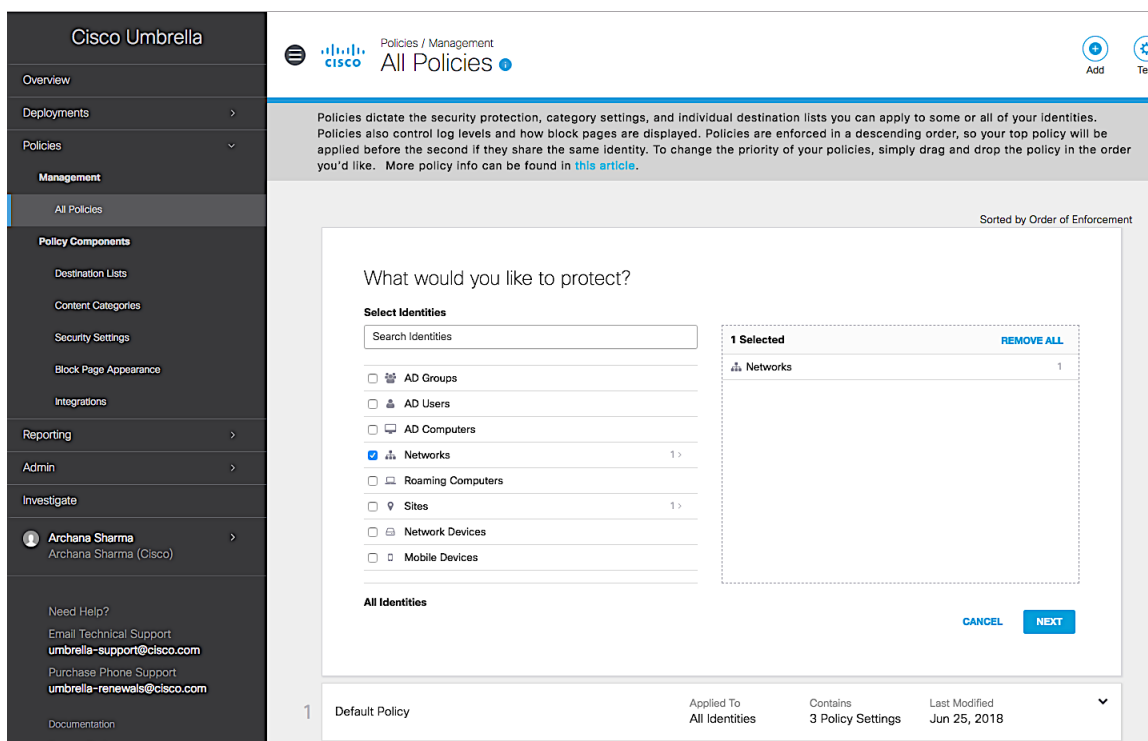 Cisco Umbrella
Overview
Deployments
Policies
Management
All Policies
Policy Components
Destination Lists
Content Categories
Security Settings
Block Page Appearance
Integrations
Reporting
Admin
Investigate
Archana Sharma
Archana Sharma (Cisco)
Need Help?
Email Technical Support
umbrella-support@cisco.com
Purchase Phone Support
umbrella-renewals@cisco.com
Documentation
cisco
Policies / Management
All Policies
Add
Te
Policies dictate the security protection, category settings, and individual destination lists you can apply to some or all of your identities.
Policies also control log levels and how block pages are displayed. Policies are enforced in a descending order, so your top policy will be
applied before the second if they share the same identity. To change the priority of your policies, simply drag and drop the policy in the order
you'd like. More policy info can be found in this article.
Sorted by Order of Enforcement
What would you like to protect?
Select Identities
Search Identities
AD Groups
AD Users
AD Computers
Networks 1
Roaming Computers
Sites 1
Network Devices
Mobile Devices
All Identities
1 Selected REMOVE ALL
Networks 1
CANCEL NEXT
1 Default Policy
Applied To
All Identities
Contains
3 Policy Settings
Last Modified
Jun 25, 2018